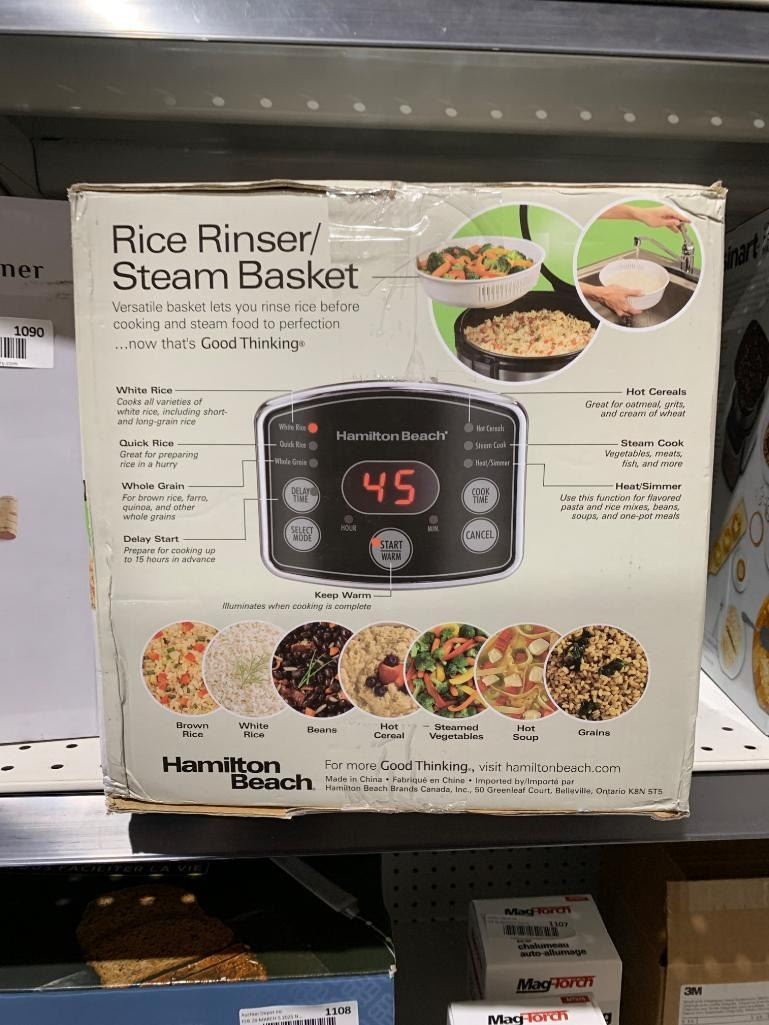 Rice Rinser/
Steam Basket
Versatile basket lets you rinse rice before
cooking and steam food to perfection
...now that's Good Thinking®
mer
1090
inart
White Rice
Cooks all varieties of
white rice, including short-
and long-grain rice
Quick Rice
Great for preparing
rice in a hurry
Whole Grain
For brown rice, farro,
quinoa, and other
whole grains
Delay Start
Prepare for cooking up
to 15 hours in advance
White Rice
Quick Rice
Whole Grain
DELAY
TIME
SELECT
MODE
Hamilton Beach®
45
HOUR
MIN.
START
WARM
Hot Cereals
Steam Cook
Heat/Simmer
COOK
TIME
CANCEL
Hot Cereals
Great for oatmeal, grits,
and cream of wheat
Steam Cook
Vegetables, meats,
fish, and more
Heat/Simmer
Use this function for flavored
pasta and rice mixes, beans,
soups, and one-pot meals
Keep Warm
Illuminates when cooking is complete
Brown
Rice
White
Rice
Beans
Hot
Cereal
Steamed
Vegetables
Hot
Soup
Grains
Hamilton
Beach®
For more Good Thinking®, visit hamiltonbeach.com
Made in China • Fabriqué en Chine • Imported by/Importé par
Hamilton Beach Brands Canada, Inc., 50 Greenleaf Court, Belleville, Ontario K8N 5T5
FACILITER LA VIE
1108
MagTorch
1107
chalumeau
auto-allumage
MagTorch
MagTorch
3M